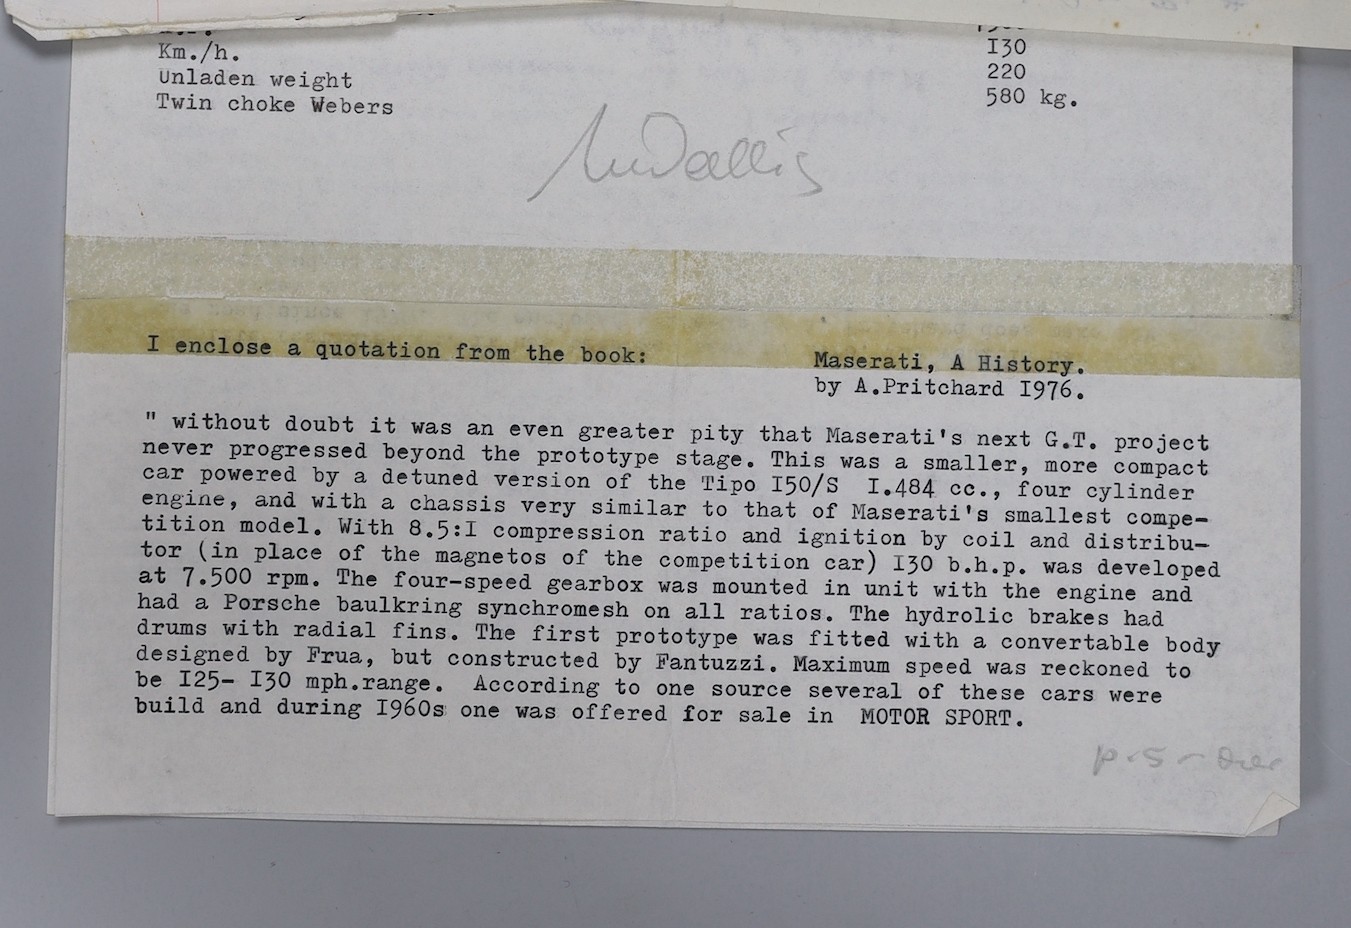 Km./h.
I30
Unladen weight
220
Twin choke Webers
580 kg.
I enclose a quotation from the book:
Maserati, A History.
by A.Pritchard I976.
" without doubt it was an even greater pity that Maserati's next G.T. project
never progressed beyond the prototype stage. This was a smaller, more compact
car powered by a detuned version of the Tipo I50/S I.484 cc., four cylinder
engine, and with a chassis very similar to that of Maserati's smallest compe-
tition model. With 8.5:I compression ratio and ignition by coil and distribu-
tor (in place of the magnetos of the competition car) I30 b.h.p. was developed
at 7.500 rpm. The four-speed gearbox was mounted in unit with the engine and
had a Porsche baulkring synchromesh on all ratios. The hydrolic brakes had
drums with radial fins. The first prototype was fitted with a convertable body
designed by Frua, but constructed by Fantuzzi. Maximum speed was reckoned to
be I25- I30 mph.range. According to one source several of these cars were
build and during I960s one was offered for sale in MOTOR SPORT.